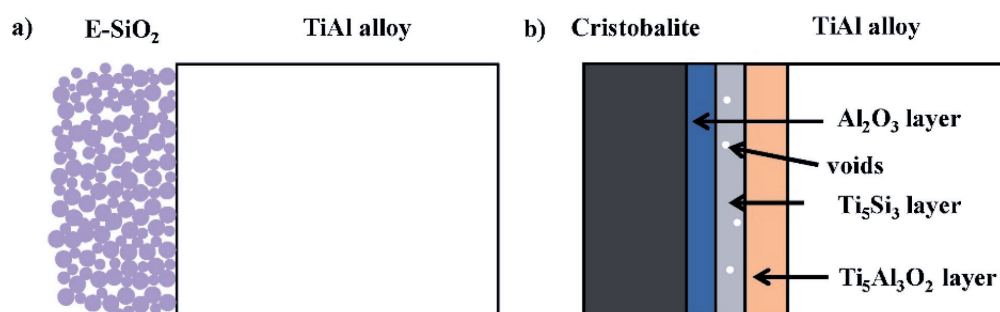 a)
E-SiO₂
TiAl alloy
b)
Cristobalite
TiAl alloy
Al₂O₃ layer
voids
Ti₅Si₃ layer
Ti₅Al₃O₂ layer